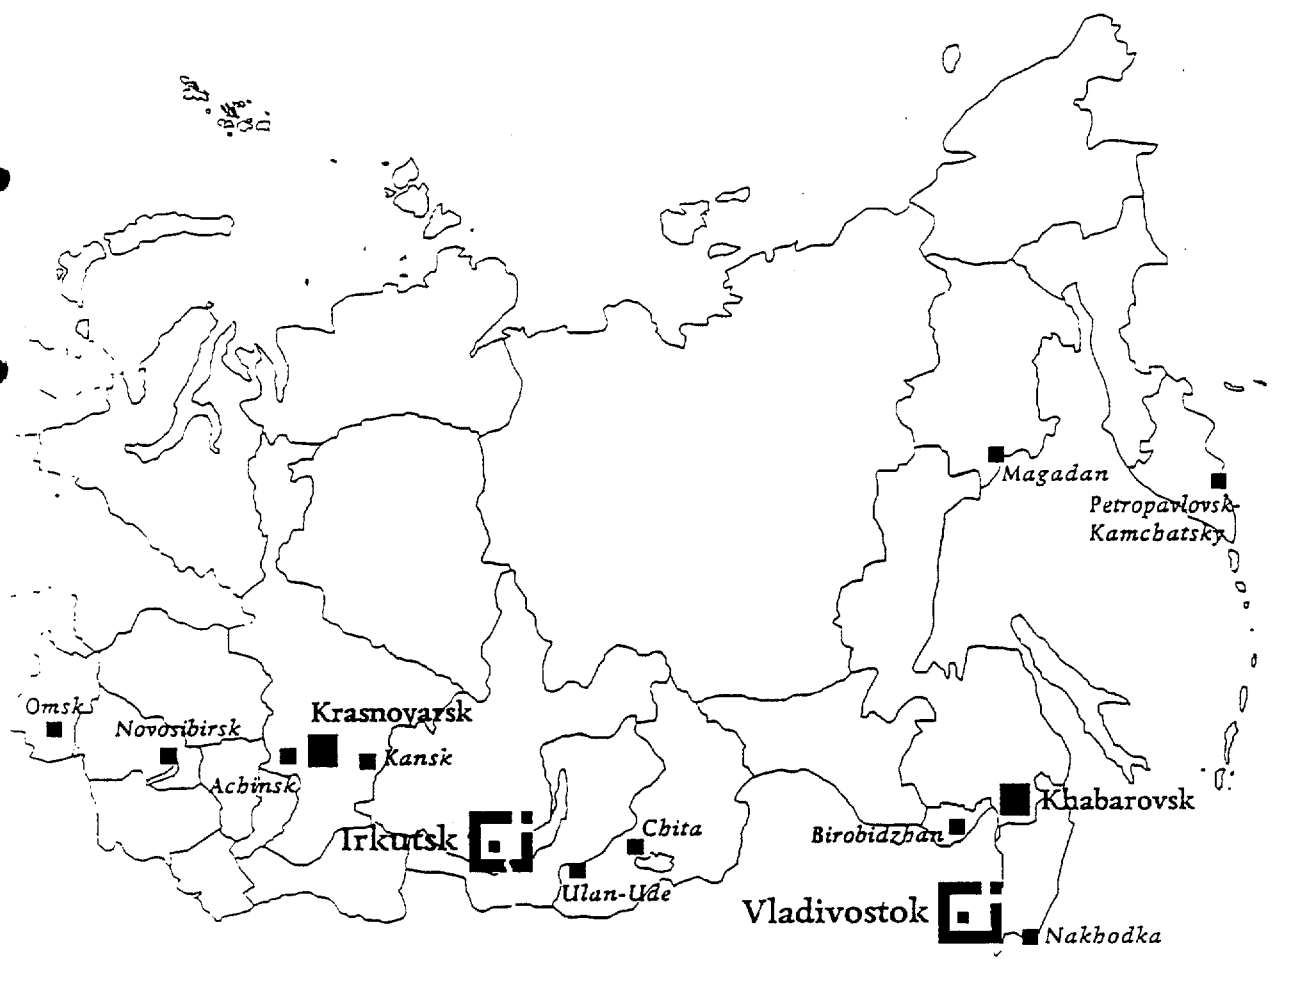 Magadan
Petropavlovsk-
Kamchatsky
Omsk
Novosibirsk
Krasnoyarsk
Kansk
Achinsk
Irkutsk
Chita
Ulan-Ude
Khabarovsk
Birobidzhan
Vladivostok
Nakhodka